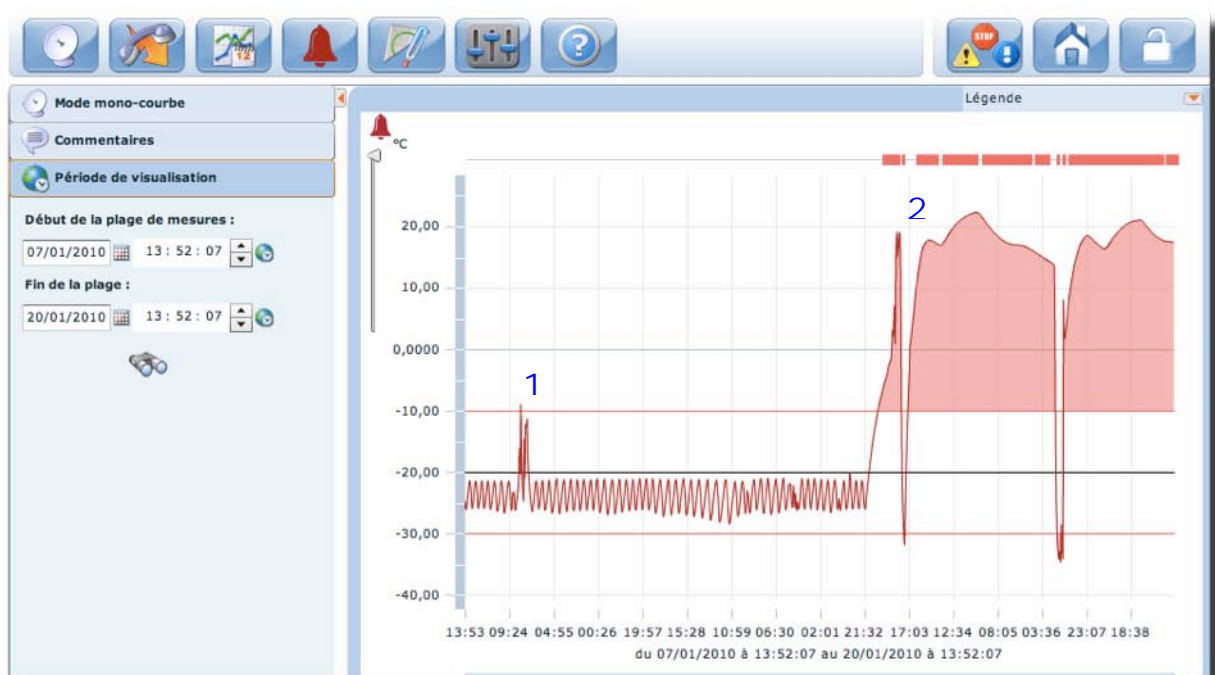 12
STOP
Mode mono-courbe
Commentaires
Période de visualisation
Début de la plage de mesures :
07/01/2010 13 : 52 : 07
Fin de la plage :
20/01/2010 13 : 52 : 07
Légende
°C
20,00
10,00
0,0000
-10,00
-20,00
-30,00
-40,00
1
2
13:53 09:24 04:55 00:26 19:57 15:28 10:59 06:30 02:01 21:32 17:03 12:34 08:05 03:36 23:07 18:38
du 07/01/2010 à 13:52:07 au 20/01/2010 à 13:52:07